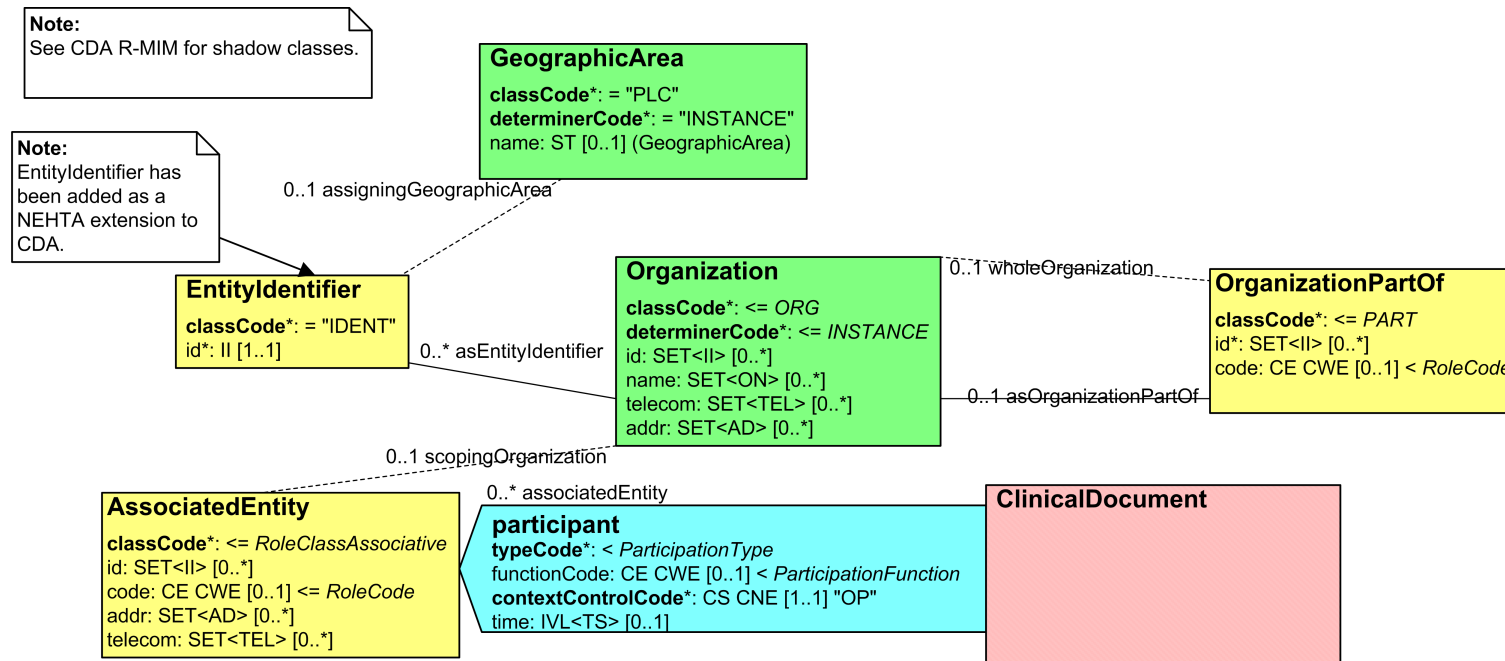 Note:
See CDA R-MIM for shadow classes.
GeographicArea
classCode*: = "PLC"
determinerCode*: = "INSTANCE"
name: ST [0..1] (GeographicArea)
Note:
EntityIdentifier has
been added as a
NEHTA extension to
CDA.
0..1 assigningGeographicArea
EntityIdentifier
classCode*: = "IDENT"
id*: II [1..1]
0..* asEntityIdentifier
Organization
classCode*: <= ORG
determinerCode*: <= INSTANCE
id: SET<II> [0..*]
name: SET<ON> [0..*]
telecom: SET<TEL> [0..*]
addr: SET<AD> [0..*]
0..1 wholeOrganization
OrganizationPartOf
classCode*: <= PART
id*: SET<II> [0..*]
code: CE CWE [0..1] < RoleCode
0..1 asOrganizationPartOf
0..1 scopingOrganization
AssociatedEntity
classCode*: <= RoleClassAssociative
id: SET<II> [0..*]
code: CE CWE [0..1] <= RoleCode
addr: SET<AD> [0..*]
telecom: SET<TEL> [0..*]
0..* associatedEntity
participant
typeCode*: < ParticipationType
functionCode: CE CWE [0..1] < ParticipationFunction
contextControlCode*: CS CNE [1..1] "OP"
time: IVL<TS> [0..1]
ClinicalDocument